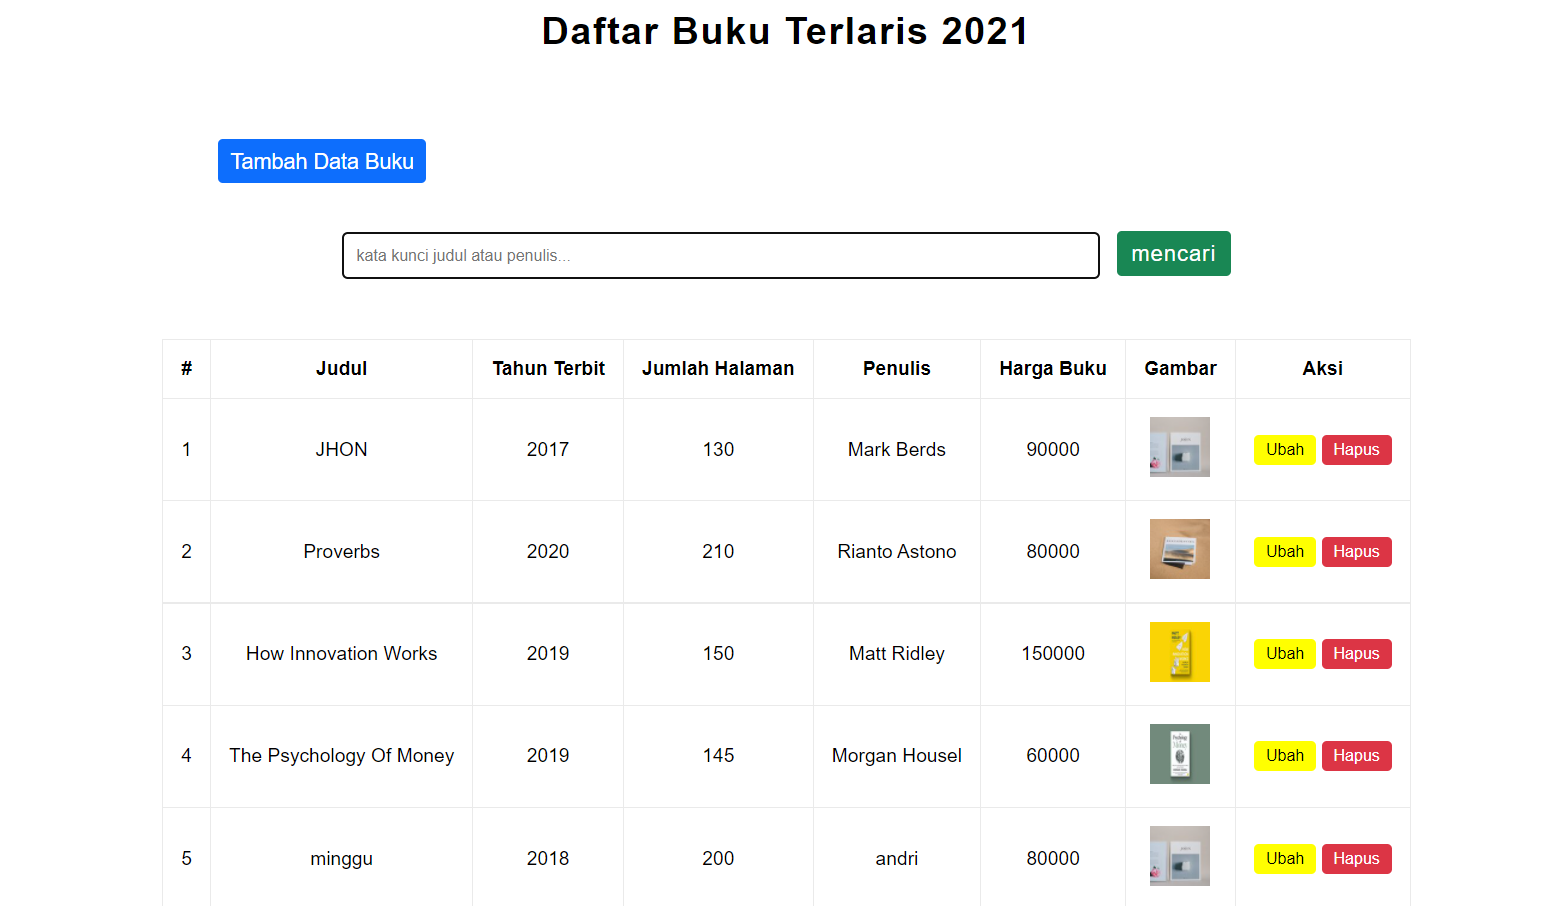 Daftar Buku Terlaris 2021
Tambah Data Buku
kata kunci judul atau penulis...
mencari
# Judul Tahun Terbit Jumlah Halaman Penulis Harga Buku Gambar Aksi
1 JHON 2017 130 Mark Berds 90000 Ubah Hapus
2 Proverbs 2020 210 Rianto Astono 80000 Ubah Hapus
3 How Innovation Works 2019 150 Matt Ridley 150000 Ubah Hapus
4 The Psychology Of Money 2019 145 Morgan Housel 60000 Ubah Hapus
5 minggu 2018 200 andri 80000 Ubah Hapus